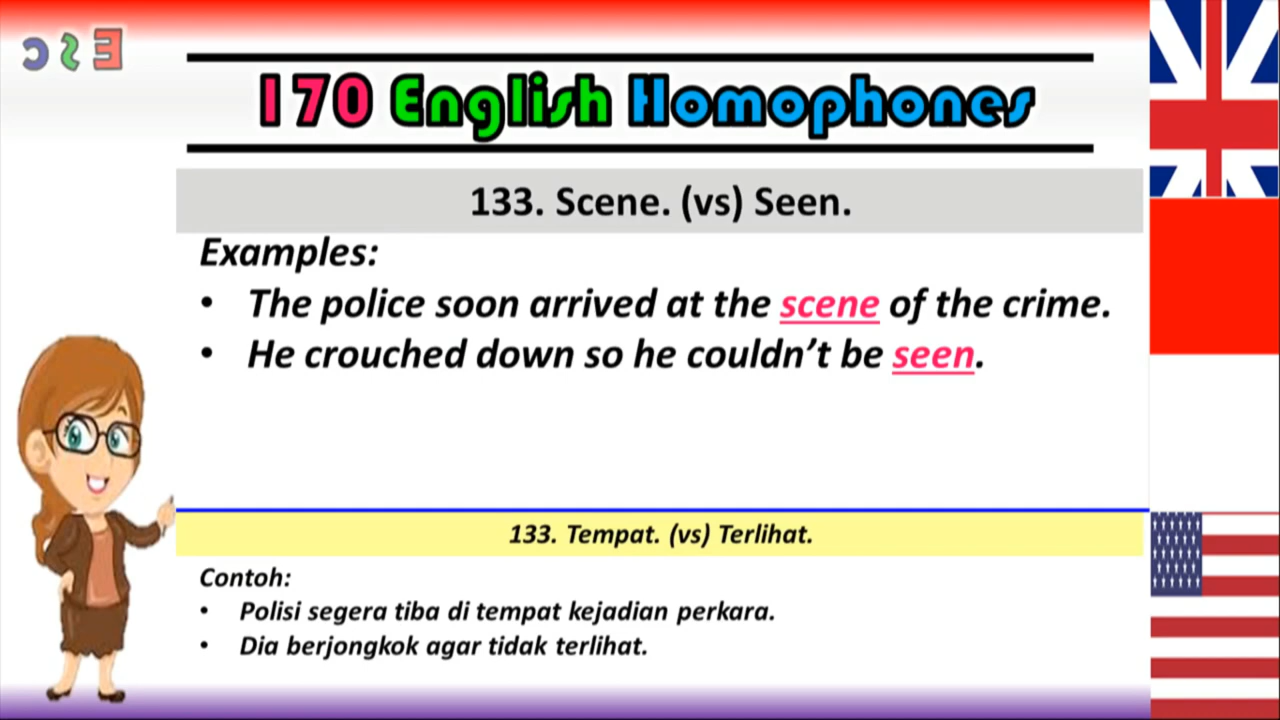 ESC
170 English Homophones
133. Scene. (vs) Seen.
Examples:
• The police soon arrived at the scene of the crime.
• He crouched down so he couldn’t be seen.
133. Tempat. (vs) Terlihat.
Contoh:
• Polisi segera tiba di tempat kejadian perkara.
• Dia berjongkok agar tidak terlihat.